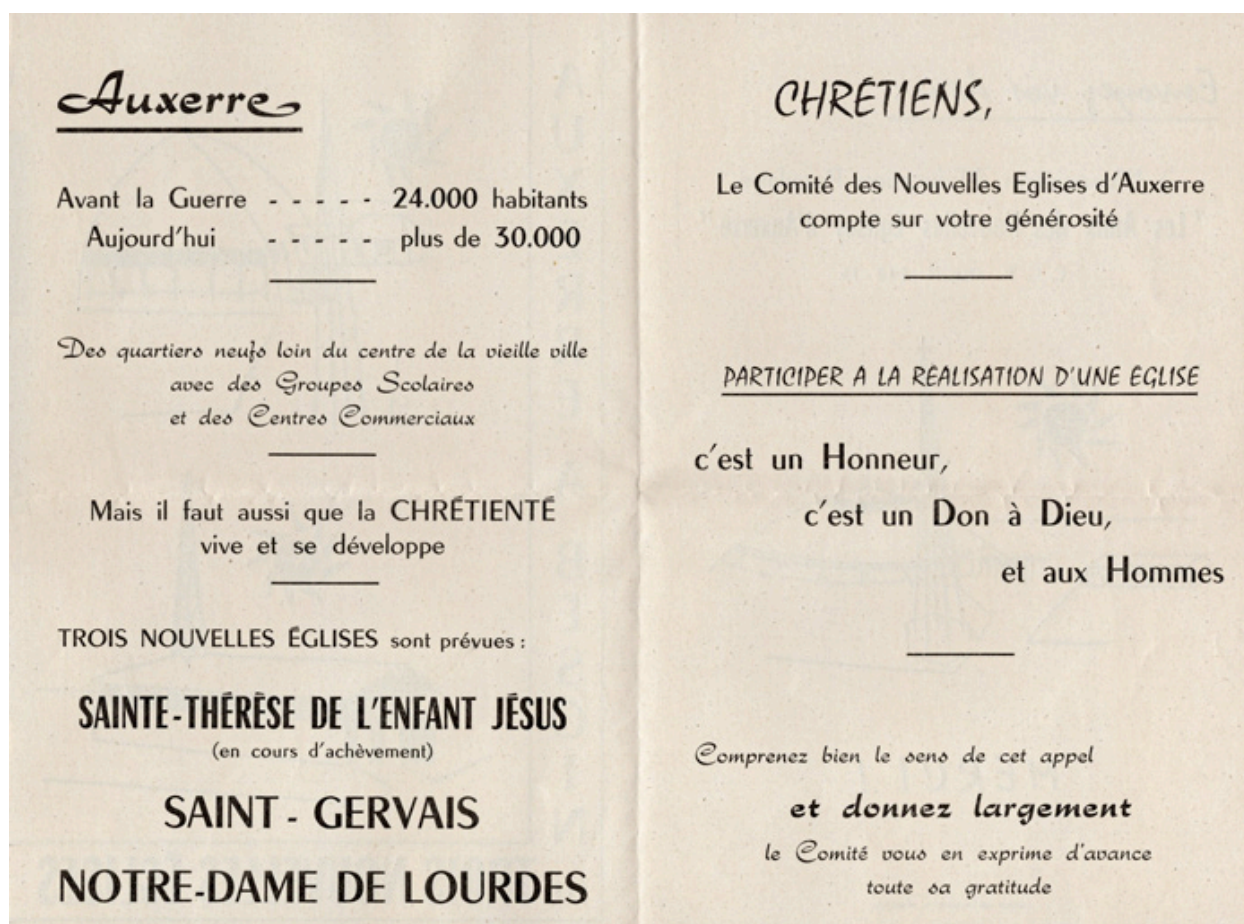 Auxerre
Avant la Guerre - - - - - 24.000 habitants
Aujourd'hui - - - - - plus de 30.000
Des quartiers neufs loin du centre de la vieille ville
avec des Groupes Scolaires
et des Centres Commerciaux
Mais il faut aussi que la CHRÉTIENTÉ
vive et se développe
TROIS NOUVELLES ÉGLISES sont prévues :
SAINTE-THÉRÈSE DE L'ENFANT JÉSUS
(en cours d'achèvement)
SAINT - GERVAIS
NOTRE-DAME DE LOURDES
CHRÉTIENS,
Le Comité des Nouvelles Eglises d'Auxerre
compte sur votre générosité
PARTICIPER A LA RÉALISATION D'UNE EGLISE
c'est un Honneur,
c'est un Don à Dieu,
et aux Hommes
Comprenez bien le sens de cet appel
et donnez largement
le Comité vous en exprime d'avance
toute sa gratitude